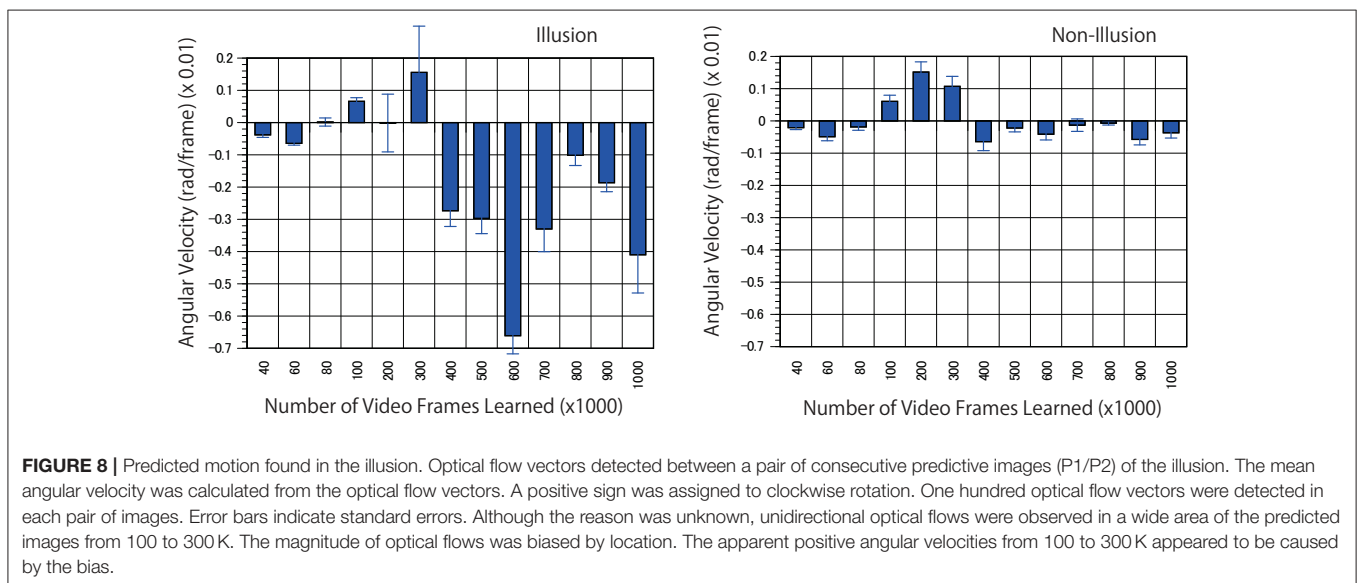 Illusion
Angular Velocity (rad/frame) (x 0.01)
0.2
0.1
0
−0.1
−0.2
−0.3
−0.4
−0.5
−0.6
−0.7
40 60 80 100 200 300 400 500 600 700 800 900 1000
Number of Video Frames Learned (x1000)
Non-Illusion
Angular Velocity (rad/frame) (x 0.01)
0.2
0.1
0
−0.1
−0.2
−0.3
−0.4
−0.5
−0.6
−0.7
40 60 80 100 200 300 400 500 600 700 800 900 1000
Number of Video Frames Learned (x1000)
FIGURE 8 | Predicted motion found in the illusion. Optical flow vectors detected between a pair of consecutive predictive images (P1/P2) of the illusion. The mean
angular velocity was calculated from the optical flow vectors. A positive sign was assigned to clockwise rotation. One hundred optical flow vectors were detected in
each pair of images. Error bars indicate standard errors. Although the reason was unknown, unidirectional optical flows were observed in a wide area of the predicted
images from 100 to 300 K. The magnitude of optical flows was biased by location. The apparent positive angular velocities from 100 to 300 K appeared to be caused
by the bias.